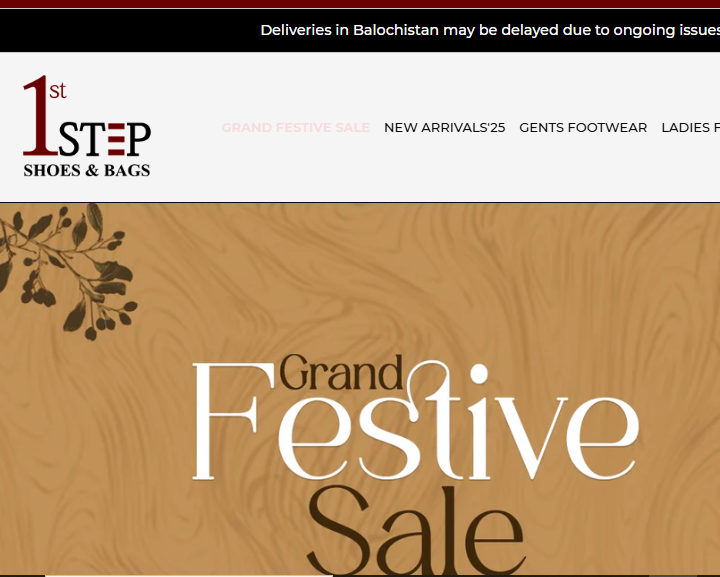 Deliveries in Balochistan may be delayed due to ongoing issues
1st
STEP
SHOES & BAGS
GRAND FESTIVE SALE NEW ARRIVALS'25 GENTS FOOTWEAR LADIES F
Grand
Festive
Sale